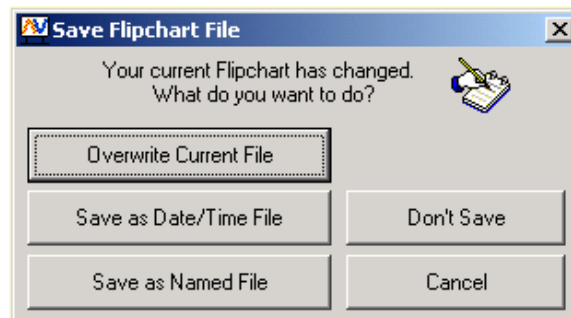 Save Flipchart File
Your current Flipchart has changed.
What do you want to do?
Overwrite Current File
Save as Date/Time File
Don't Save
Save as Named File
Cancel